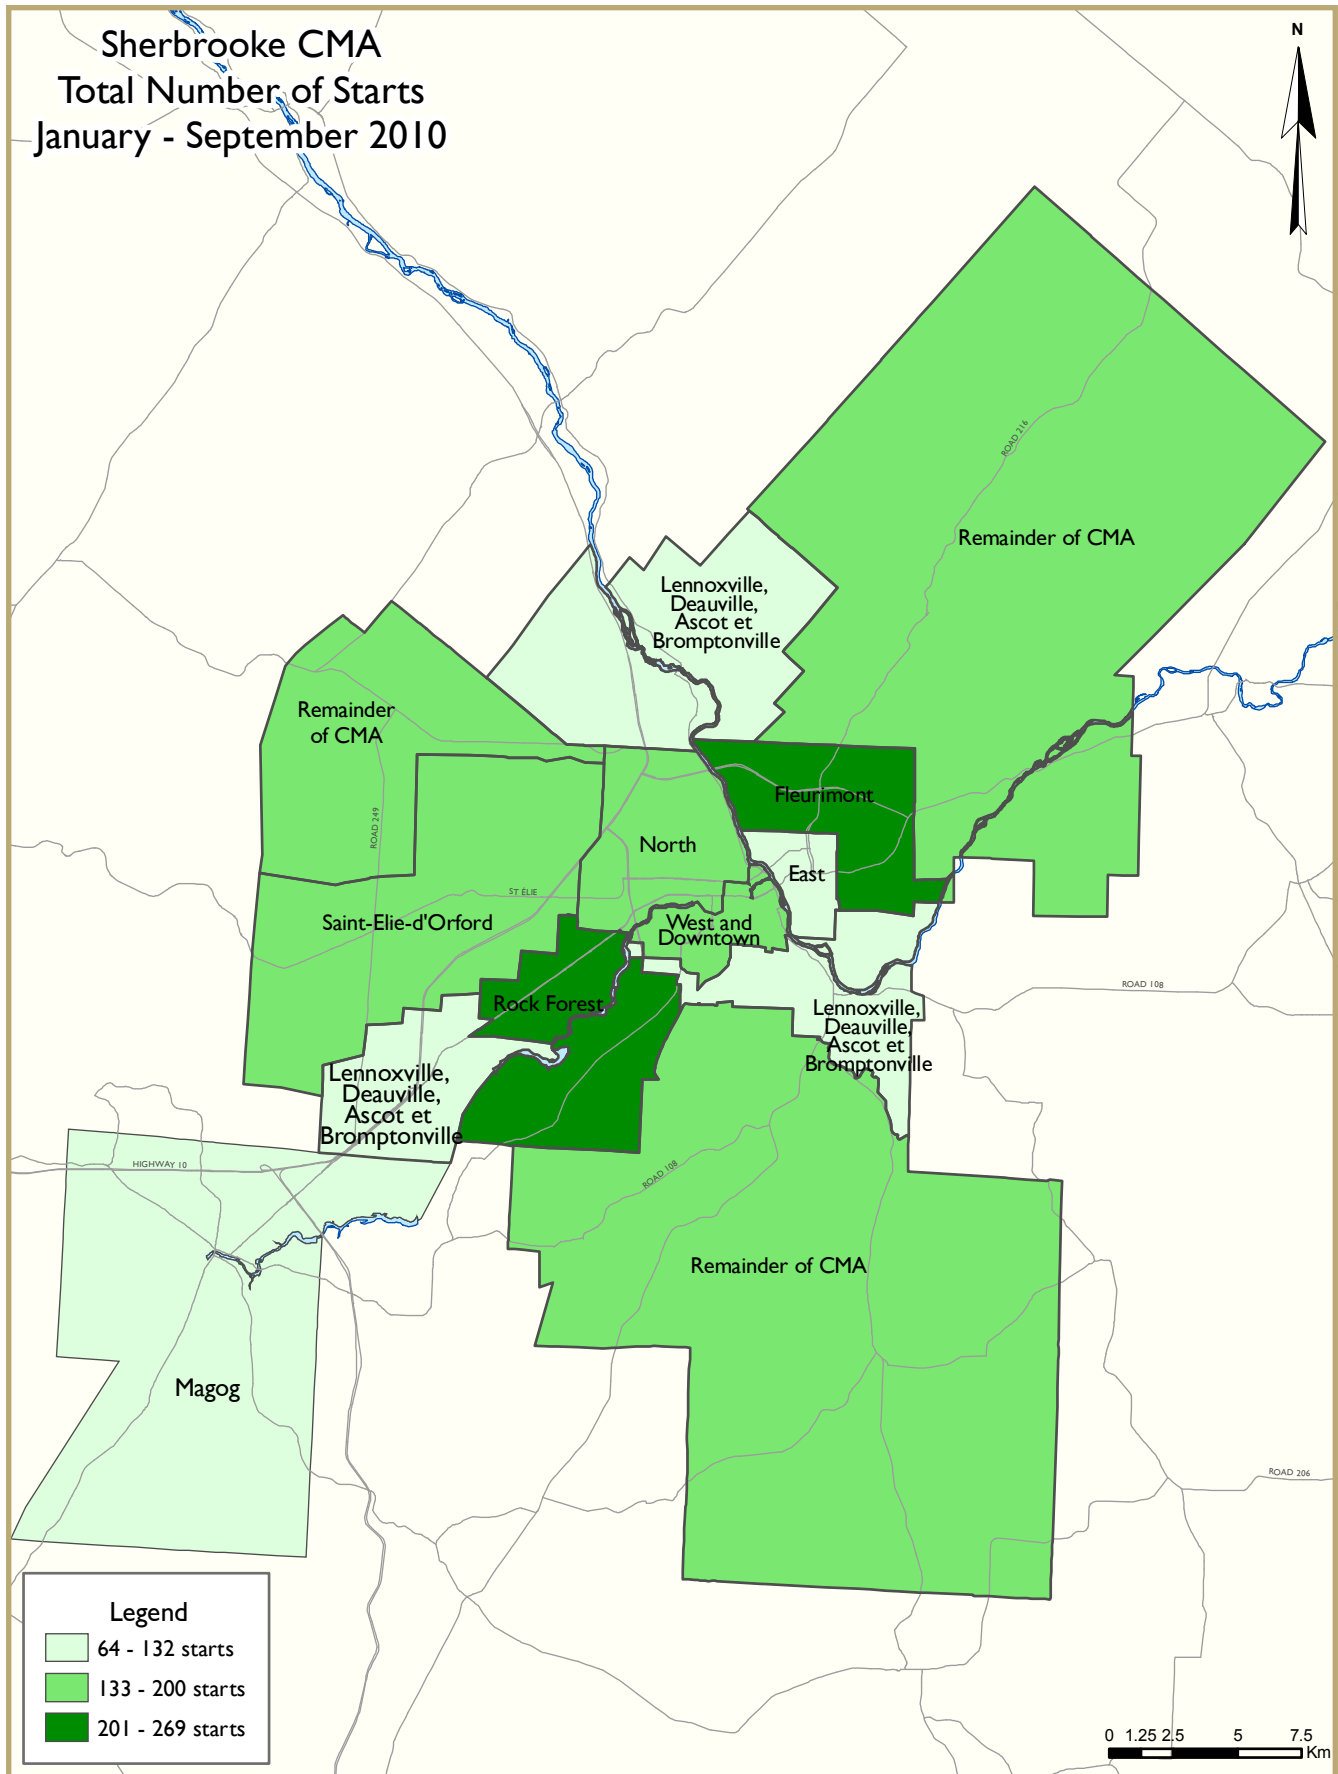 Sherbrooke CMA
Total Number of Starts
January - September 2010
N
ROAD 216
Remainder of CMA
Lennoxville,
Deauville,
Ascot et
Bromptonville
Remainder
of CMA
ROAD 249
Fleurimont
North
East
ST ÉLIE
Saint-Elie-d'Orford
West and
Downtown
Rock Forest
ROAD 108
Lennoxville,
Deauville,
Ascot et
Bromptonville
Lennoxville,
Deauville,
Ascot et
Bromptonville
HIGHWAY 10
ROAD 108
Remainder of CMA
Magog
ROAD 206
Legend
64 - 132 starts
133 - 200 starts
201 - 269 starts
0 1.25 2.5 5 7.5
Km